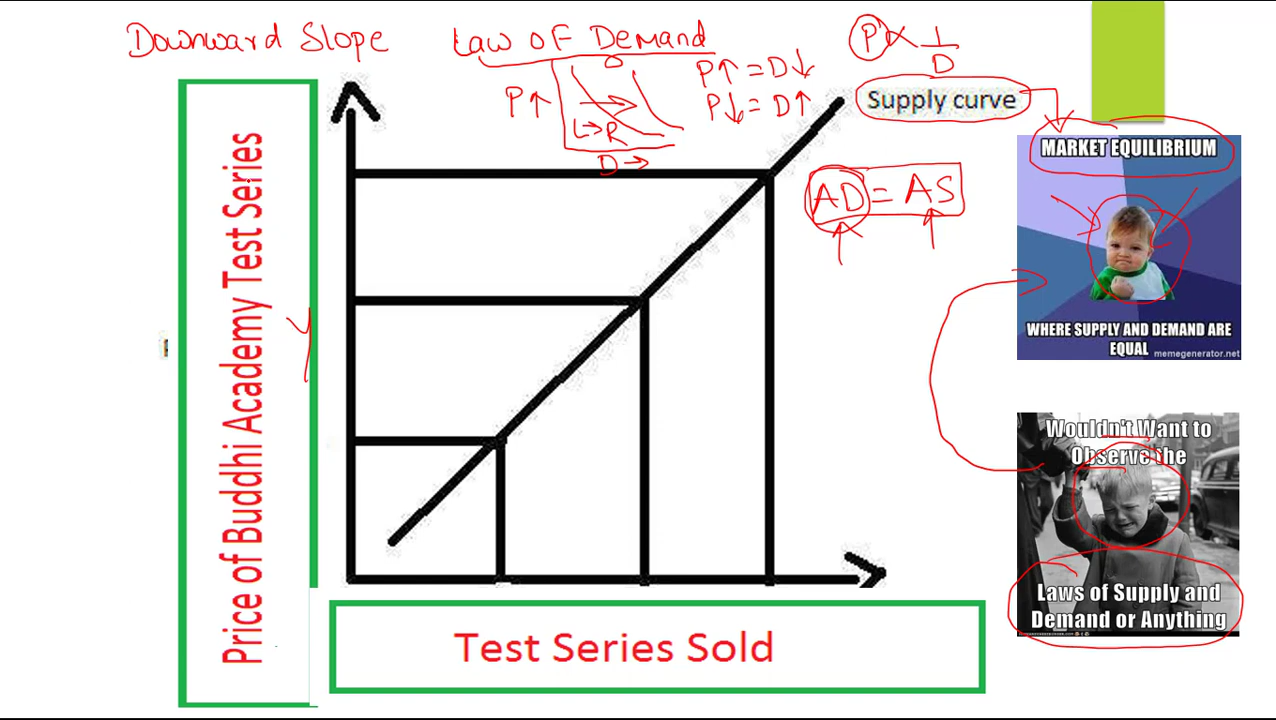 Downward Slope
Law of Demand
P ∝ 1/D
P↑ = D↓
P↓ = D↑
P↑
D
L→R
D→
Supply curve
AD = AS
Price of Buddhi Academy Test Series
Y
Test Series Sold
MARKET EQUILIBRIUM
WHERE SUPPLY AND DEMAND ARE
EQUAL
memegenerator.net
Wouldn't Want to
Observe the
Laws of Supply and
Demand or Anything